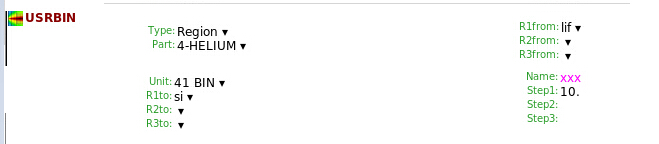 USRBIN
Type: Region ▼ R1from: lif ▼
Part: 4-HELIUM ▼ R2from: ▼
R3from: ▼
Unit: 41 BIN ▼ Name: xxx
R1to: si ▼ Step1: 10.
R2to: ▼ Step2:
R3to: ▼ Step3: